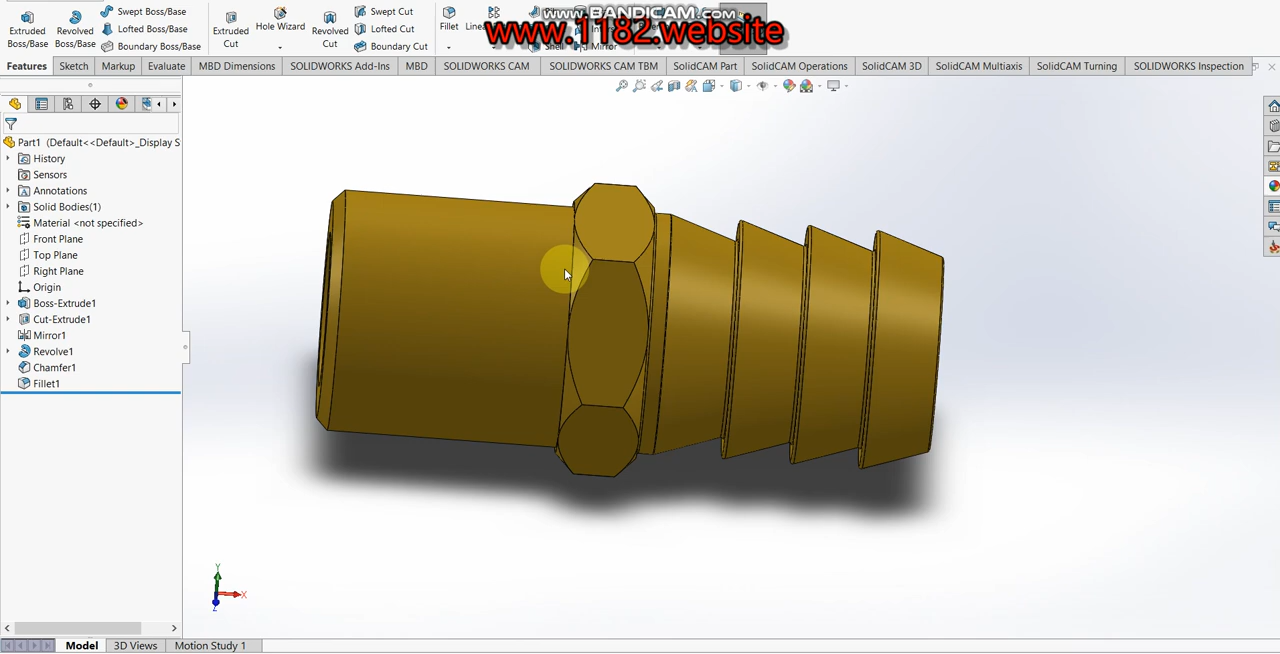 www.BANDICAM.com
www.1182.website
Extruded Boss/Base
Revolved Boss/Base
Swept Boss/Base
Lofted Boss/Base
Boundary Boss/Base
Extruded Cut
Hole Wizard
Revolved Cut
Swept Cut
Lofted Cut
Boundary Cut
Fillet
Mirror
Features Sketch Markup Evaluate MBD Dimensions SOLIDWORKS Add-Ins MBD SOLIDWORKS CAM SOLIDWORKS CAM TBM SolidCAM Part SolidCAM Operations SolidCAM 3D SolidCAM Multiaxis SolidCAM Turning SOLIDWORKS Inspection
Part1 (Default<<Default>_Display S
History
Sensors
Annotations
Solid Bodies(1)
Material <not specified>
Front Plane
Top Plane
Right Plane
Origin
Boss-Extrude1
Cut-Extrude1
Mirror1
Revolve1
Chamfer1
Fillet1
Y
X
Z
Model 3D Views Motion Study 1